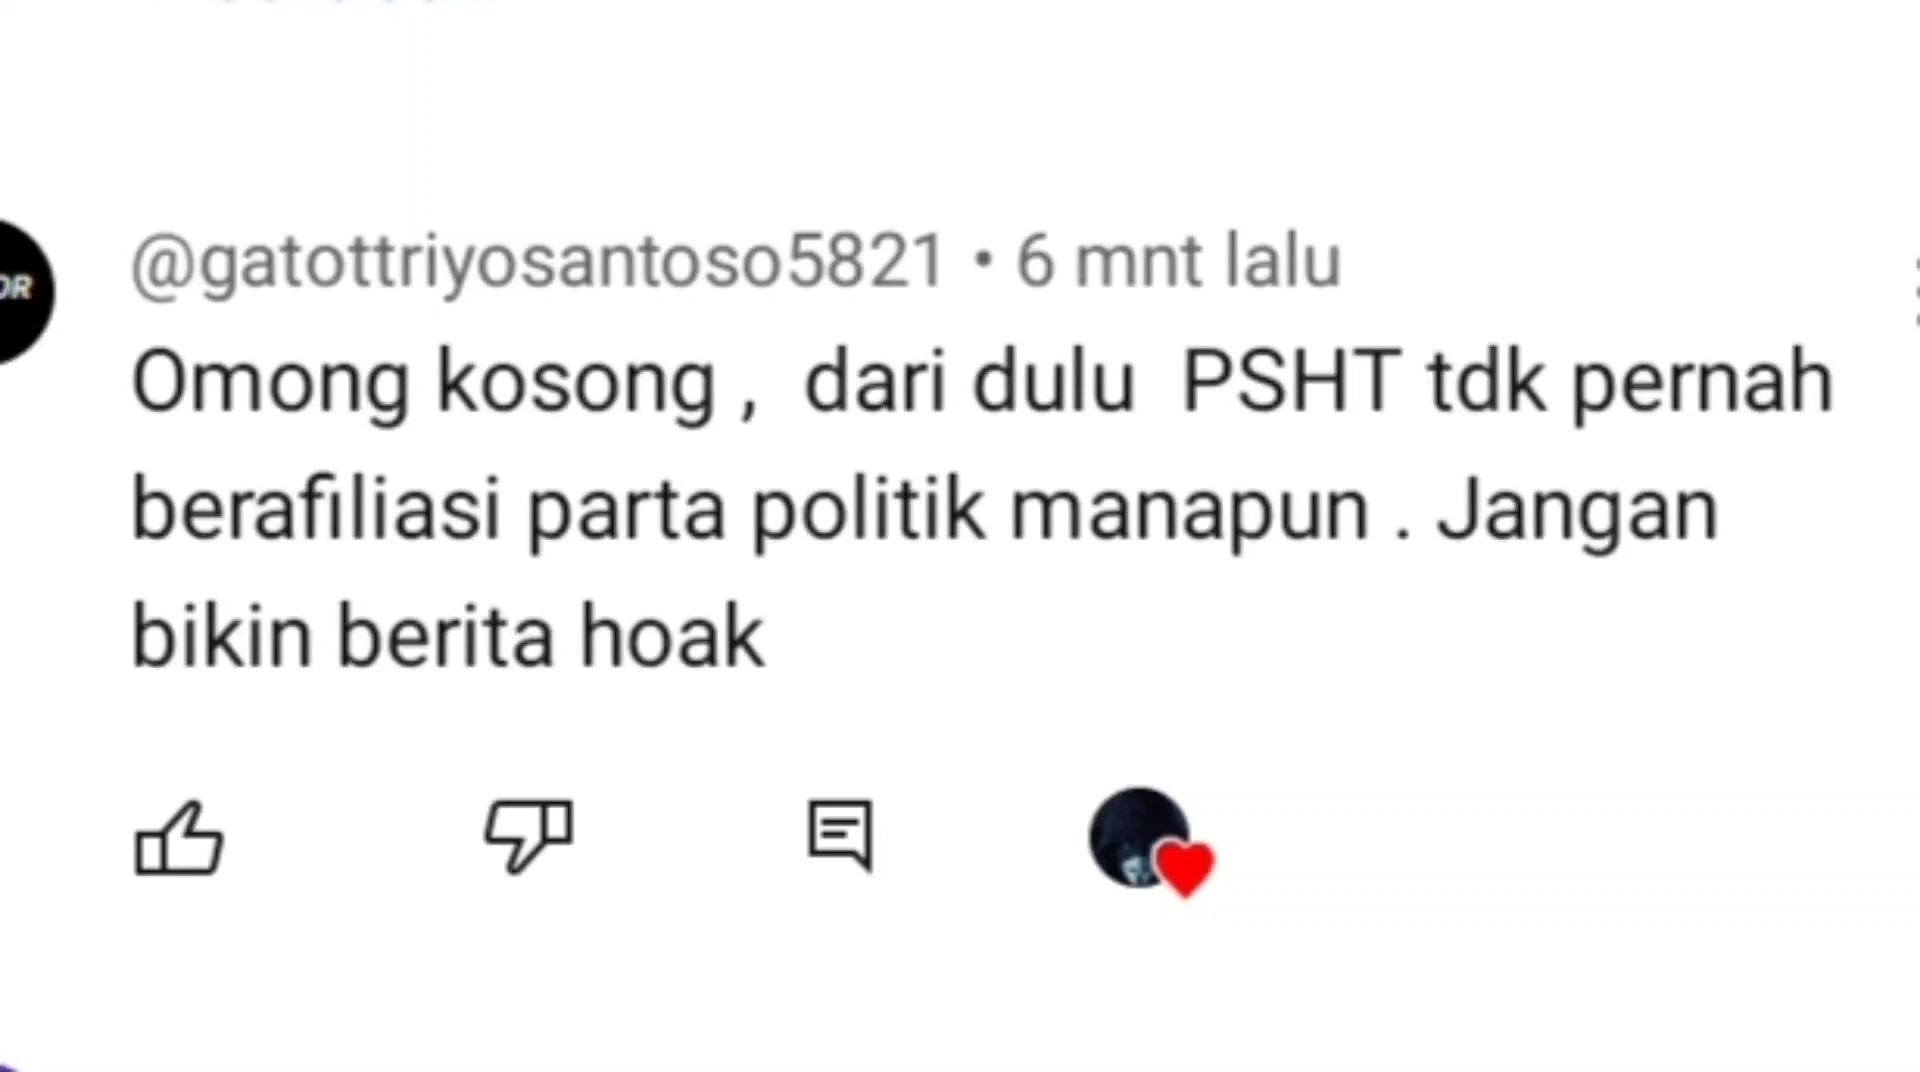 OR
@gatottriyosantoso5821 • 6 mnt lalu
Omong kosong ,  dari dulu  PSHT tdk pernah
berafiliasi parta politik manapun . Jangan
bikin berita hoak